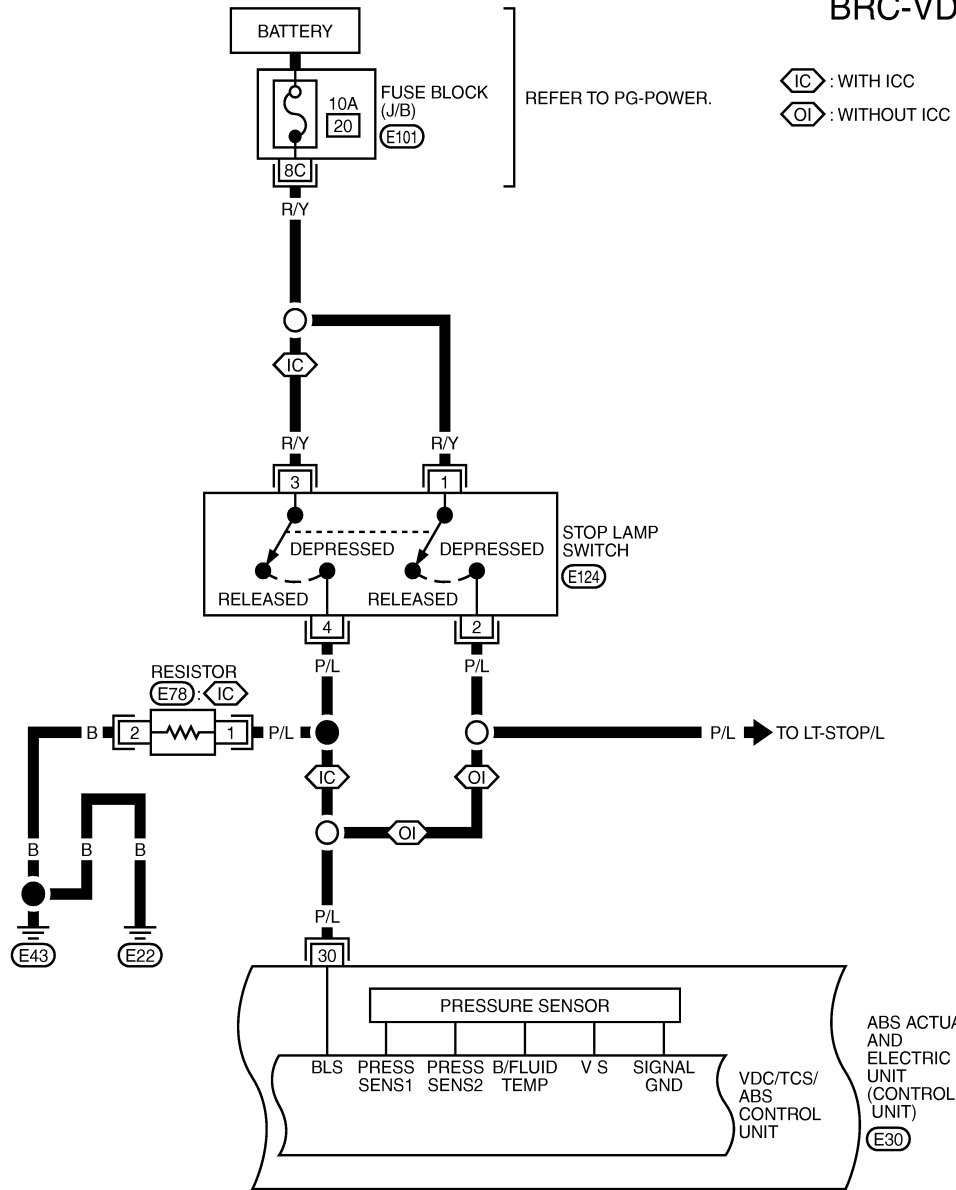 BRC-VD
BATTERY
FUSE BLOCK
(J/B)
10A
20
E101
8C
REFER TO PG-POWER.
IC : WITH ICC
OI : WITHOUT ICC
R/Y
IC
R/Y
R/Y
3
1
DEPRESSED
DEPRESSED
RELEASED
RELEASED
STOP LAMP
SWITCH
E124
4
2
P/L
P/L
RESISTOR
E78 : IC
B
2
1
P/L
P/L
TO LT-STOP/L
IC
OI
OI
B
B
B
E43
E22
P/L
30
PRESSURE SENSOR
BLS
PRESS
SENS1
PRESS
SENS2
B/FLUID
TEMP
V S
SIGNAL
GND
VDC/TCS/
ABS
CONTROL
UNIT
ABS ACTUA
AND
ELECTRIC
UNIT
(CONTROL
UNIT)
E30